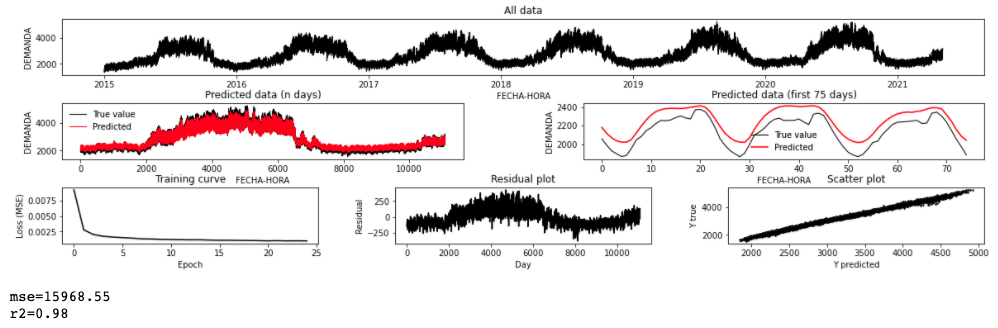 All data
DEMANDA
4000
2000
2015 2016 2017 2018 2019 2020 2021
FECHA-HORA
Predicted data (n days)
DEMANDA
4000
2000
True value
Predicted
0 2000 4000 6000 8000 10000
FECHA-HORA
Predicted data (first 75 days)
DEMANDA
2400
2200
2000
True value
Predicted
0 10 20 30 40 50 60 70
FECHA-HORA
Training curve
Loss (MSE)
0.0075
0.0050
0.0025
0 5 10 15 20 25
Epoch
Residual plot
Residual
250
0
−250
0 2000 4000 6000 8000 10000
Day
Scatter plot
Y true
4000
2000
2000 2500 3000 3500 4000 4500 5000
Y predicted
mse=15968.55
r2=0.98